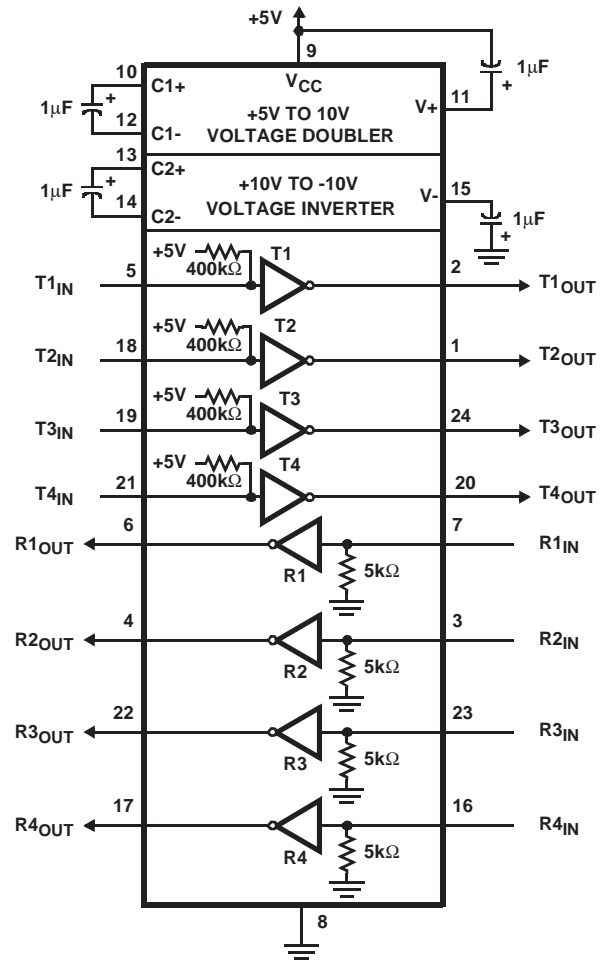 +5V
9
10
C1+
VCC
1μF
+
+5V TO 10V
VOLTAGE DOUBLER
12
C1-
V+
11
+
1μF
13
C2+
1μF
+
+10V TO -10V
VOLTAGE INVERTER
14
C2-
V-
15
1μF
+
T1IN
5
+5V
400kΩ
T1
2
T1OUT
T2IN
18
+5V
400kΩ
T2
1
T2OUT
T3IN
19
+5V
400kΩ
T3
24
T3OUT
T4IN
21
+5V
400kΩ
T4
20
T4OUT
R1OUT
6
R1
5kΩ
7
R1IN
R2OUT
4
R2
5kΩ
3
R2IN
R3OUT
22
R3
5kΩ
23
R3IN
R4OUT
17
R4
5kΩ
16
R4IN
8